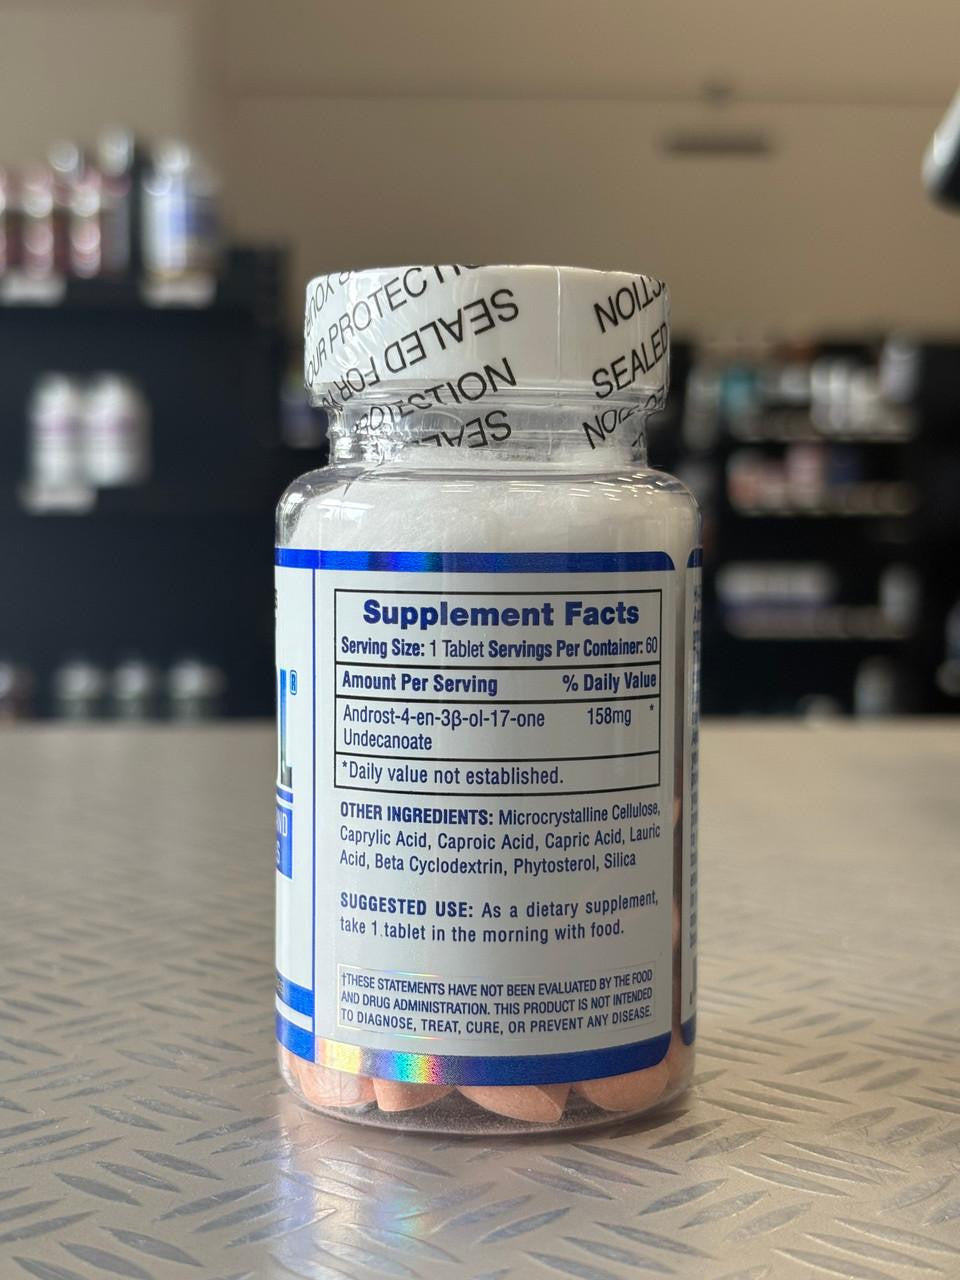 OUR PROTECTION
SEALED FOR
SEALED
PROTECTION
SEALED
Supplement Facts
Serving Size: 1 Tablet Servings Per Container: 60
Amount Per Serving % Daily Value
Androst-4-en-3β-ol-17-one 158mg *
Undecanoate
*Daily value not established.
OTHER INGREDIENTS: Microcrystalline Cellulose,
Caprylic Acid, Caproic Acid, Capric Acid, Lauric
Acid, Beta Cyclodextrin, Phytosterol, Silica
SUGGESTED USE: As a dietary supplement,
take 1 tablet in the morning with food.
†THESE STATEMENTS HAVE NOT BEEN EVALUATED BY THE FOOD
AND DRUG ADMINISTRATION. THIS PRODUCT IS NOT INTENDED
TO DIAGNOSE, TREAT, CURE, OR PREVENT ANY DISEASE.